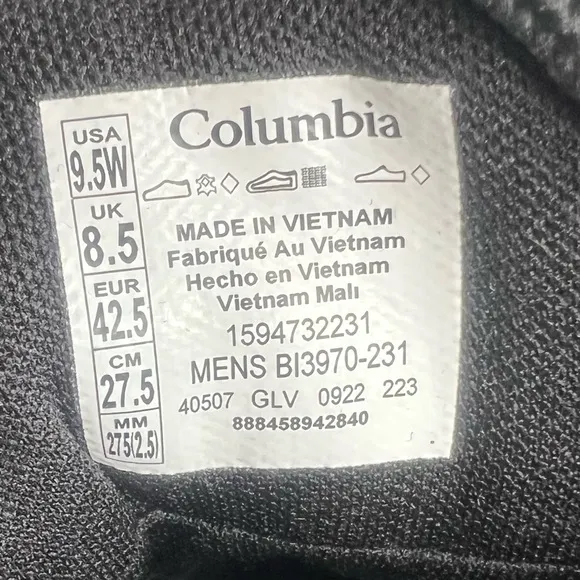 Columbia
USA
9.5W
UK
8.5
EUR
42.5
CM
27.5
MM
275(2.5)
MADE IN VIETNAM
Fabriqué Au Vietnam
Hecho en Vietnam
Vietnam Malı
1594732231
MENS BI3970-231
40507 GLV 0922 223
888458942840